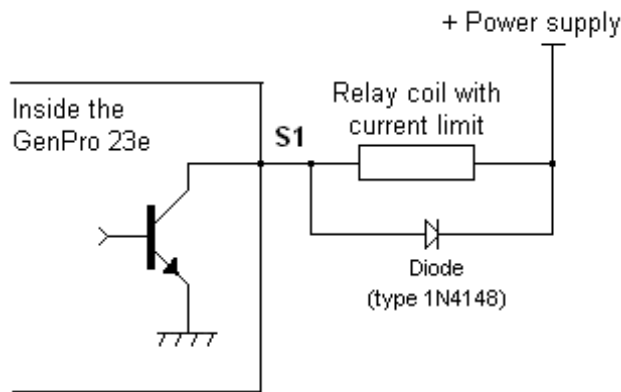 + Power supply
Inside the
GenPro 23e
S1
Relay coil with
current limit
Diode
(type 1N4148)